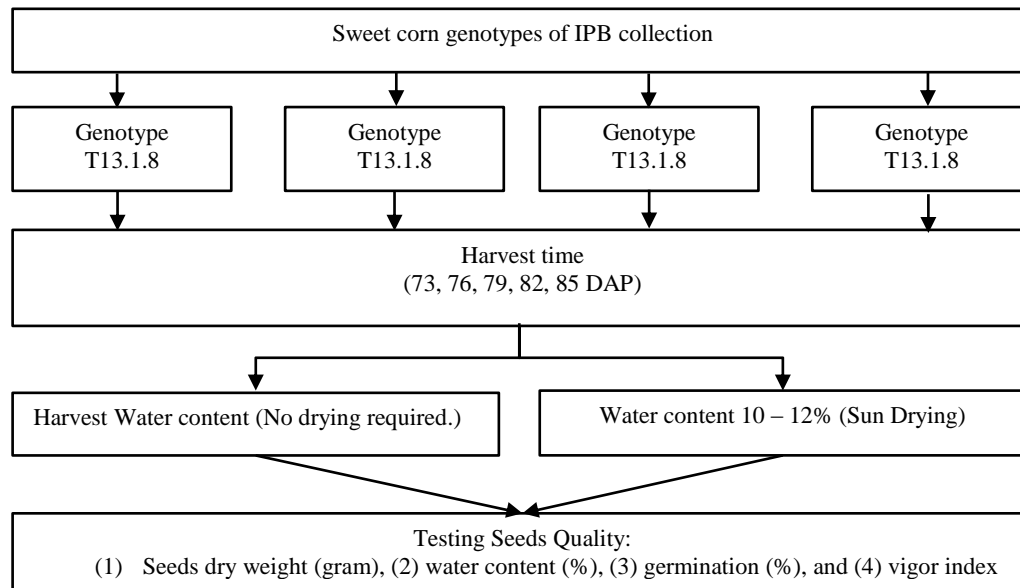 Sweet corn genotypes of IPB collection
Genotype
T13.1.8
Genotype
T13.1.8
Genotype
T13.1.8
Genotype
T13.1.8
Harvest time
(73, 76, 79, 82, 85 DAP)
Harvest Water content (No drying required.)
Water content 10 – 12% (Sun Drying)
Testing Seeds Quality:
(1) Seeds dry weight (gram), (2) water content (%), (3) germination (%), and (4) vigor index